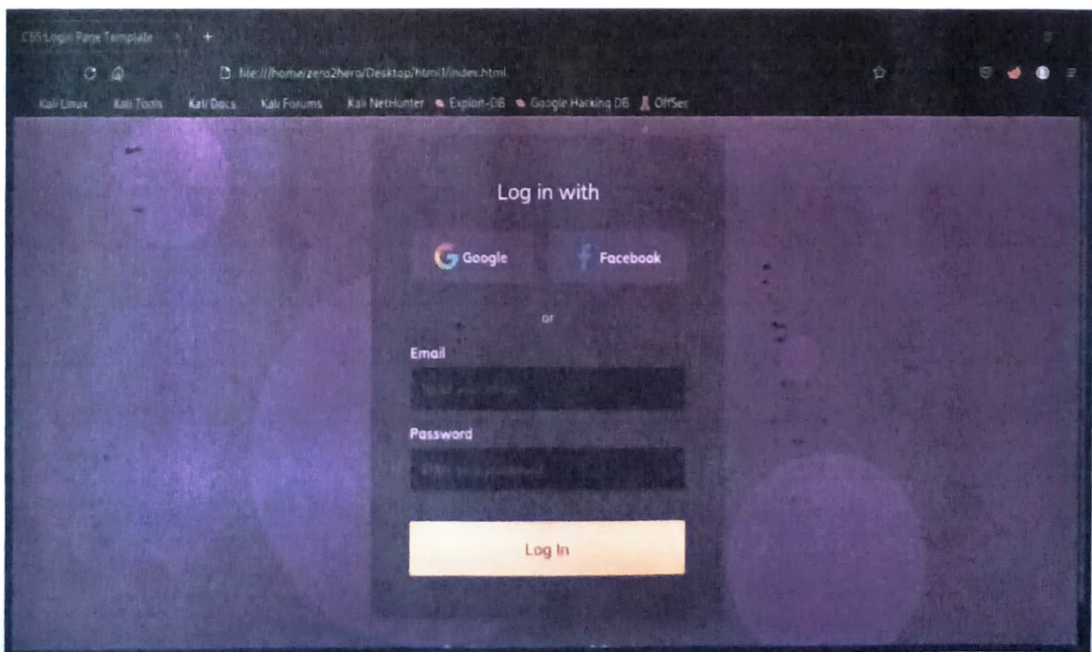 CSS Login Page Template +
file:///home/zero2hero/Desktop/html1/index.html
Kali Linux Kali Tools Kali Docs Kali Forums Kali NetHunter Exploit-DB Google Hacking DB OffSec
Log in with
Google Facebook
or
Email
Password
Log In